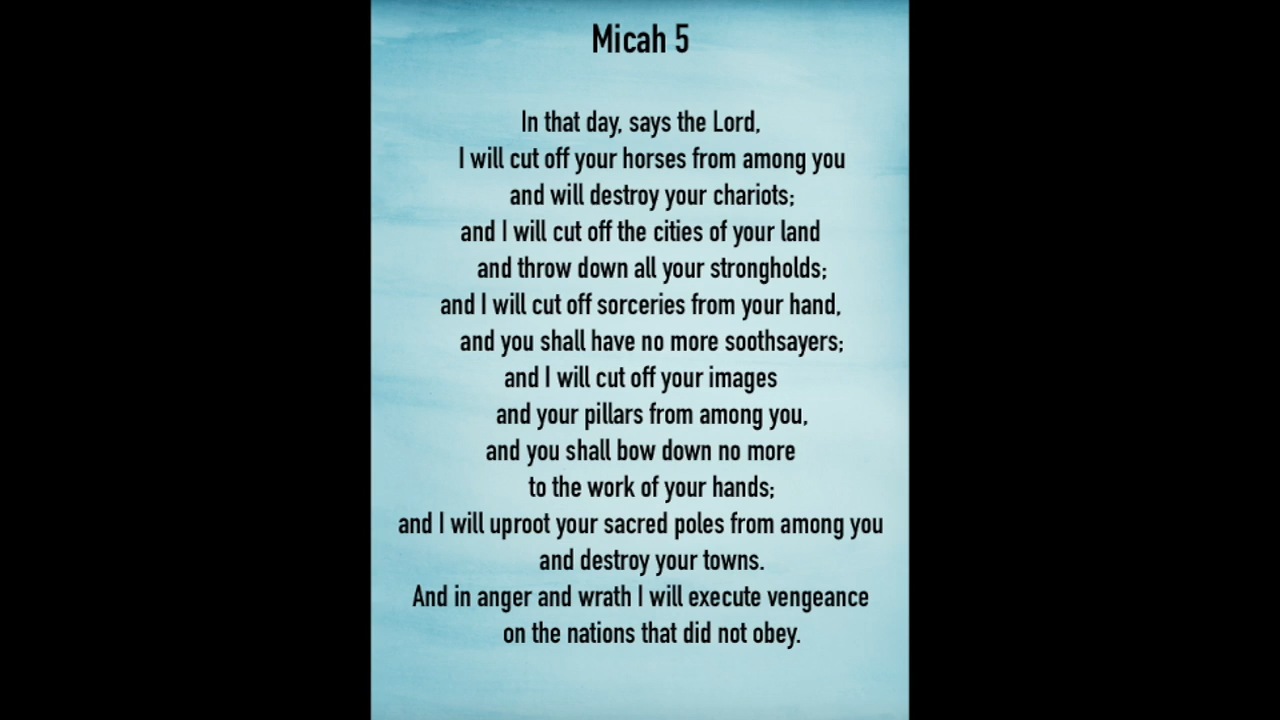 Micah 5
In that day, says the Lord,
I will cut off your horses from among you
and will destroy your chariots;
and I will cut off the cities of your land
and throw down all your strongholds;
and I will cut off sorceries from your hand,
and you shall have no more soothsayers;
and I will cut off your images
and your pillars from among you,
and you shall bow down no more
to the work of your hands;
and I will uproot your sacred poles from among you
and destroy your towns.
And in anger and wrath I will execute vengeance
on the nations that did not obey.